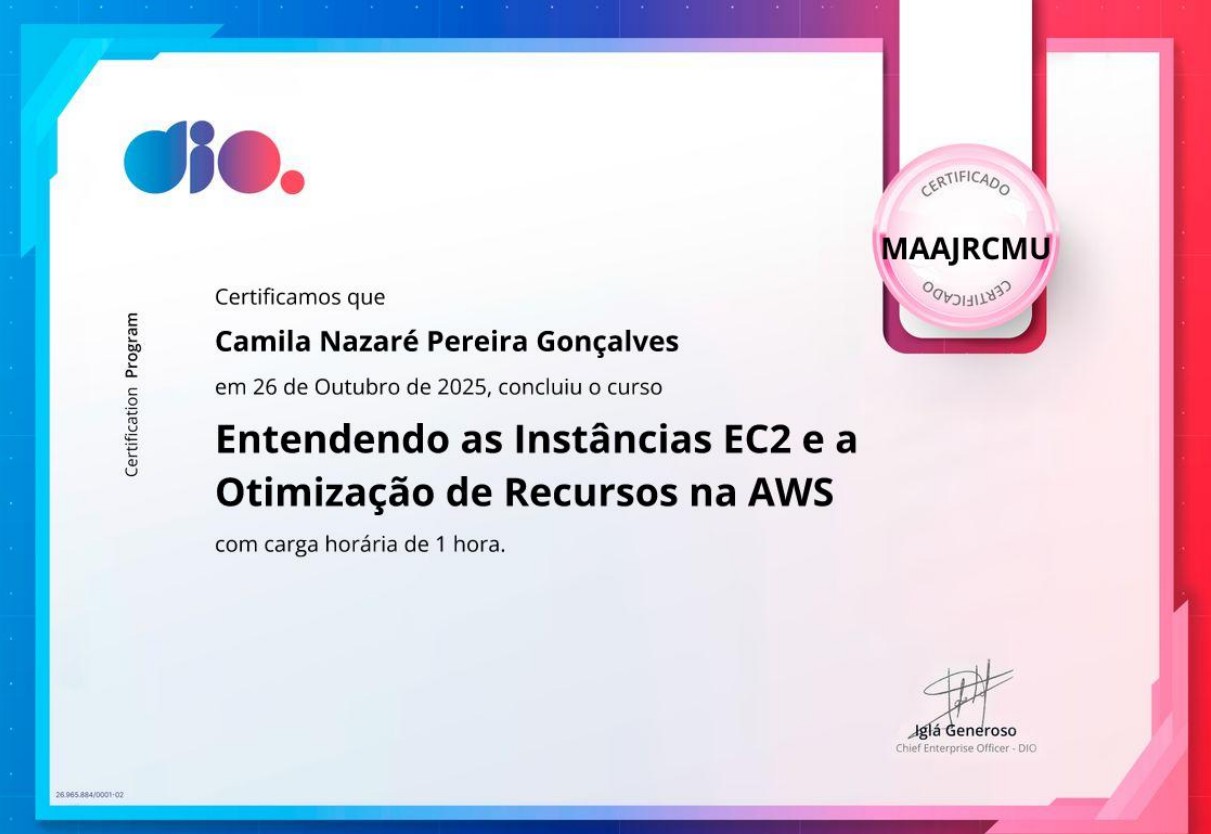 dio.
CERTIFICADO
MAAJRCMU
CERTIFICADO
Certification Program
Certificamos que
Camila Nazaré Pereira Gonçalves
em 26 de Outubro de 2025, concluiu o curso
Entendendo as Instâncias EC2 e a
Otimização de Recursos na AWS
com carga horária de 1 hora.
Iglá Generoso
Chief Enterprise Officer - DIO
26.965.884/0001-02